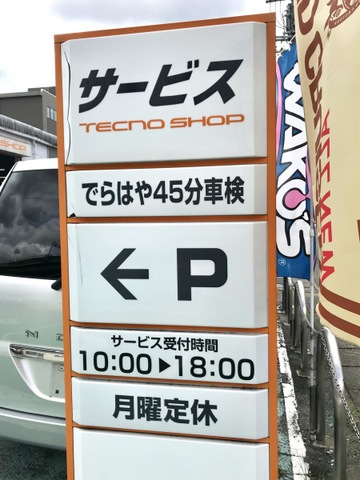 サービス
TECNO SHOP
でらはや45分車検
← P
サービス受付時間
10:00▶18:00
月曜定休
WAKO'S